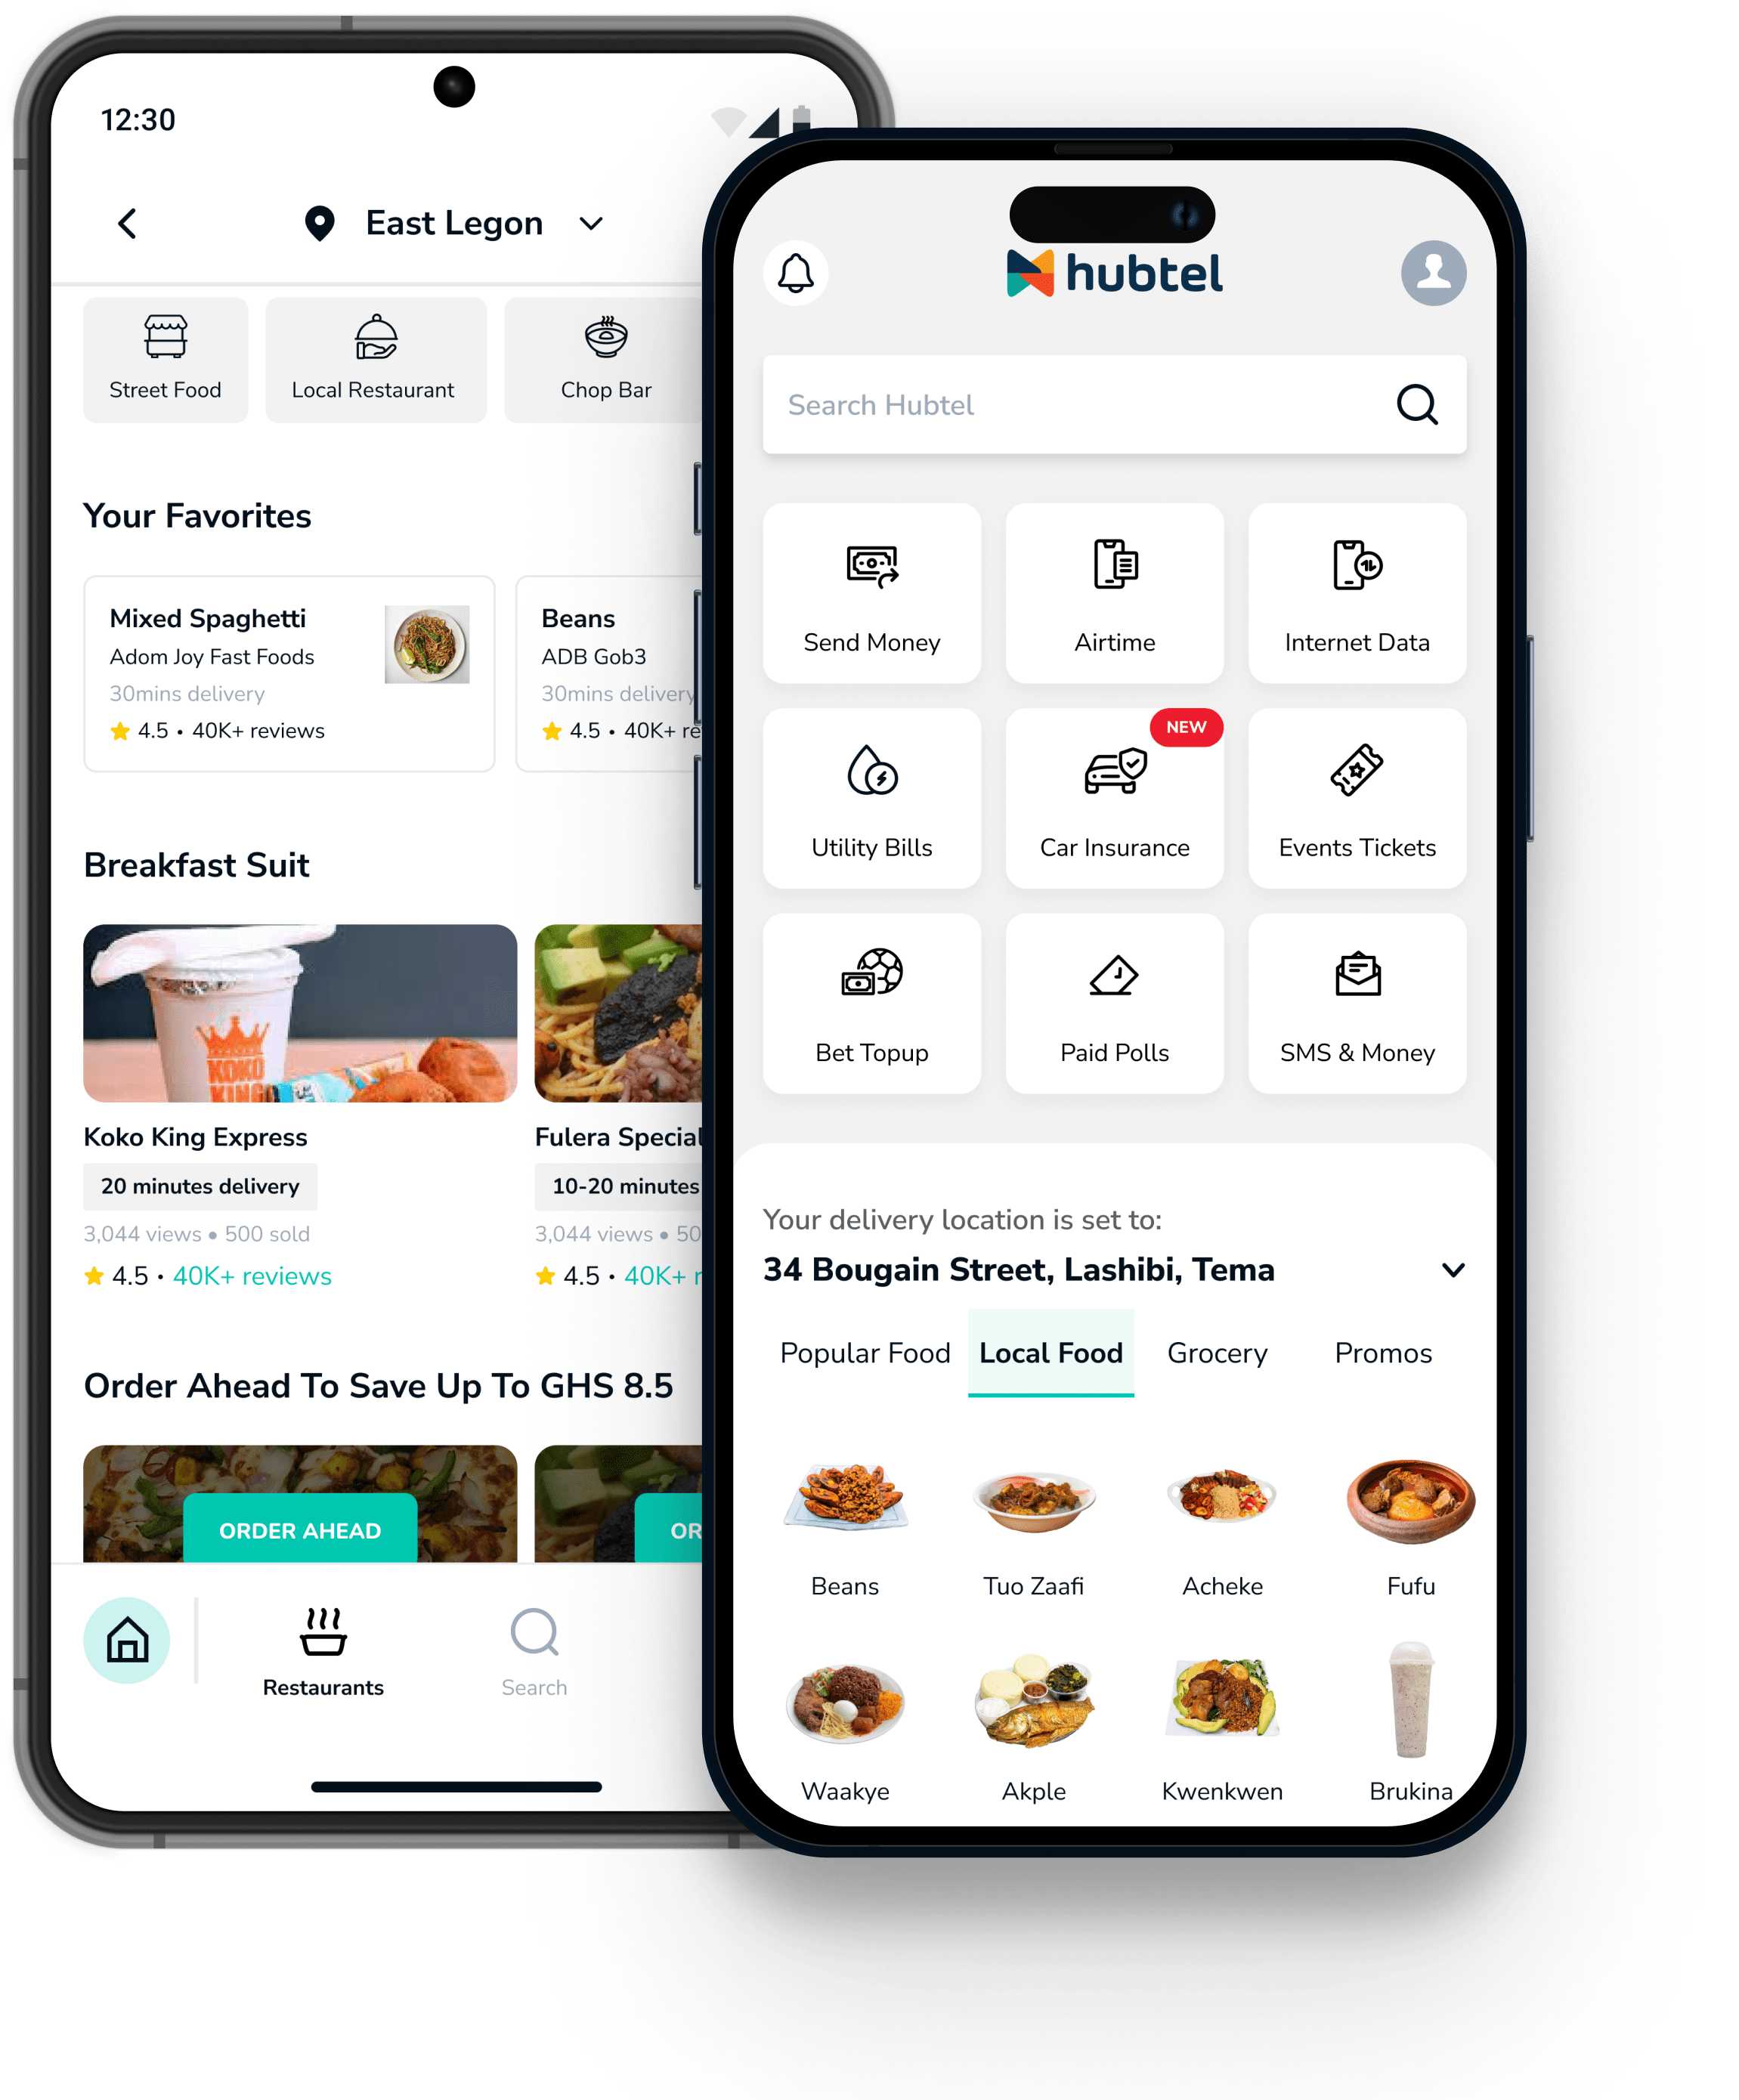 12:30
East Legon
Street Food
Local Restaurant
Chop Bar
Your Favorites
Mixed Spaghetti
Adom Joy Fast Foods
30mins delivery
4.5 • 40K+ reviews
Beans
ADB Gob3
30mins delivery
4.5 • 40K+ re
Breakfast Suit
KOKO
KING
Koko King Express
20 minutes delivery
3,044 views • 500 sold
4.5 • 40K+ reviews
Fulera Special
10-20 minutes
3,044 views • 50
4.5 • 40K+ r
Order Ahead To Save Up To GHS 8.5
ORDER AHEAD
OR
Restaurants
Search
hubtel
Search Hubtel
Send Money
Airtime
Internet Data
Utility Bills
NEW
Car Insurance
Events Tickets
Bet Topup
Paid Polls
SMS & Money
Your delivery location is set to:
34 Bougain Street, Lashibi, Tema
Popular Food
Local Food
Grocery
Promos
Beans
Tuo Zaafi
Acheke
Fufu
Waakye
Akple
Kwenkwen
Brukina